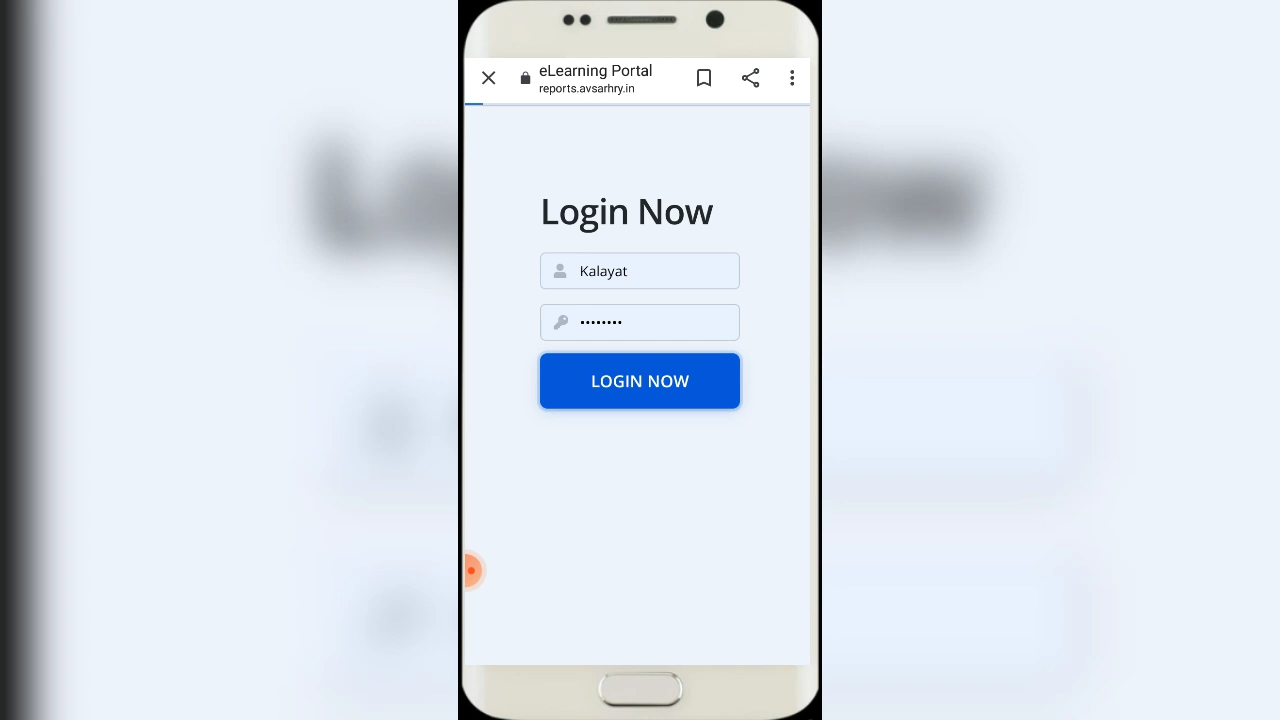 eLearning Portal
reports.avsarhry.in
Login Now
Kalayat
••••••••
LOGIN NOW